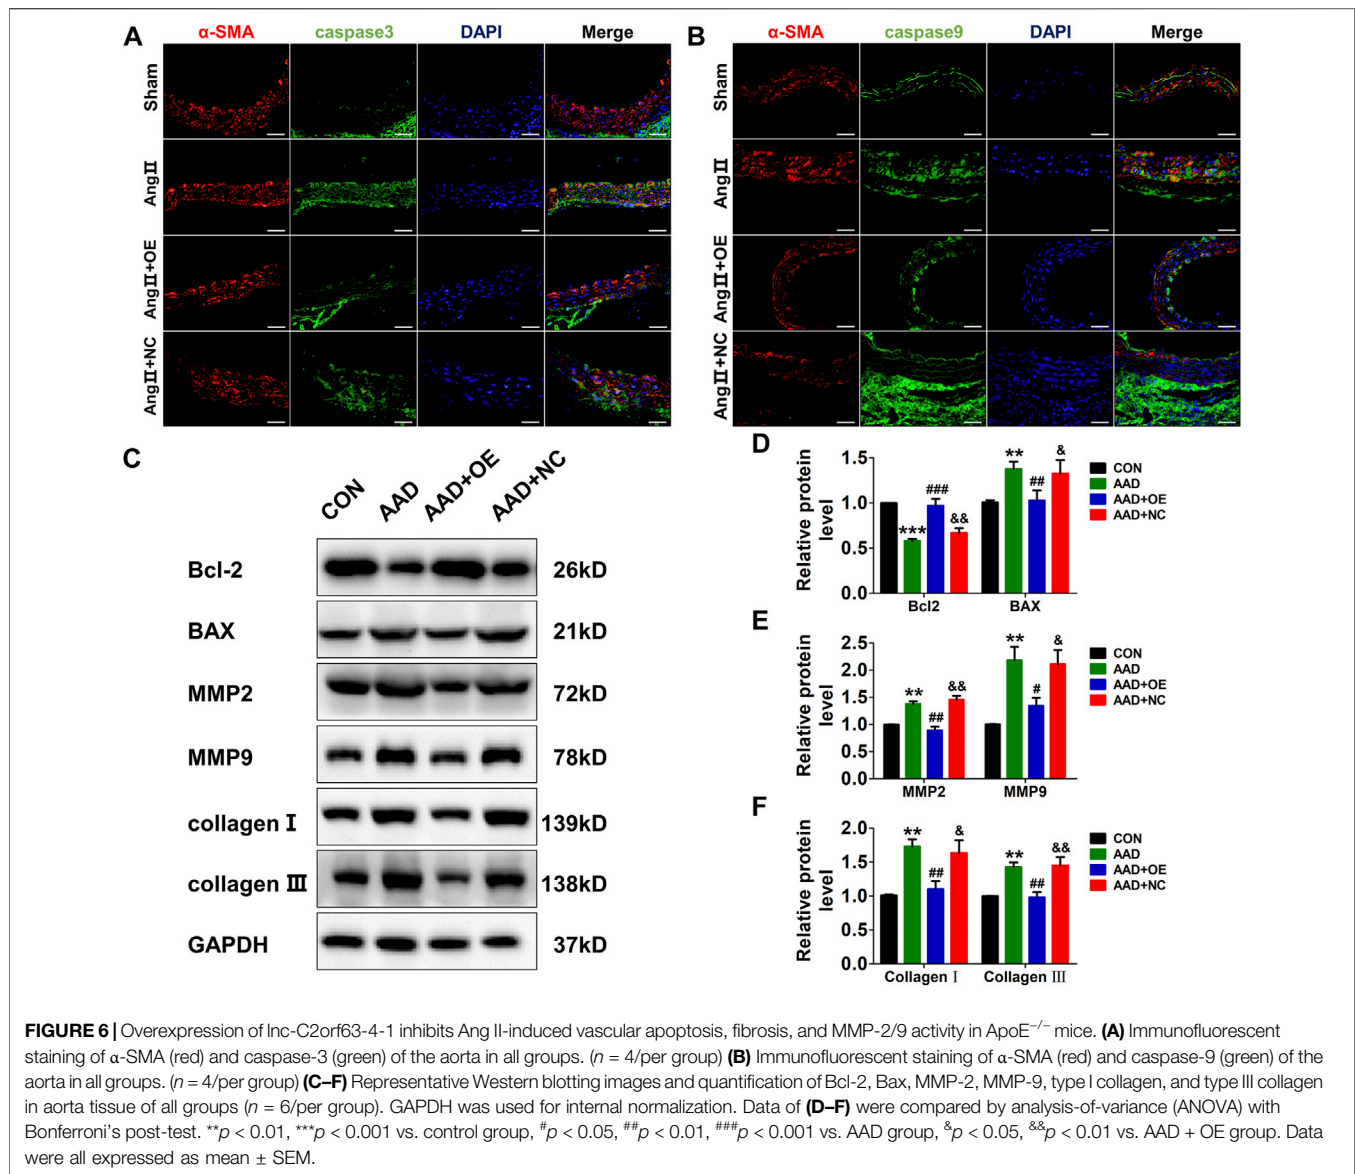 A
α-SMA caspase3 DAPI Merge
Sham
AngII
AngII+OE
AngII+NC
B
α-SMA caspase9 DAPI Merge
Sham
AngII
AngII+OE
AngII+NC
C
CON AAD AAD+OE AAD+NC
Bcl-2 26kD
BAX 21kD
MMP2 72kD
MMP9 78kD
collagen I 139kD
collagen III 138kD
GAPDH 37kD
D
Relative protein
level
1.5
1.0
0.5
0.0
*** ### && ** ## &
Bcl2 BAX
CON
AAD
AAD+OE
AAD+NC
E
Relative protein
level
2.5
2.0
1.5
1.0
0.5
0.0
** ## && ** # &
MMP2 MMP9
CON
AAD
AAD+OE
AAD+NC
F
Relative protein
level
2.0
1.5
1.0
0.5
0.0
** ## & ** ## &&
Collagen I Collagen III
CON
AAD
AAD+OE
AAD+NC
FIGURE 6 | Overexpression of lnc-C2orf63-4-1 inhibits Ang II-induced vascular apoptosis, fibrosis, and MMP-2/9 activity in ApoE−/− mice. (A) Immunofluorescent
staining of α-SMA (red) and caspase-3 (green) of the aorta in all groups. (n = 4/per group) (B) Immunofluorescent staining of α-SMA (red) and caspase-9 (green) of the
aorta in all groups. (n = 4/per group) (C–F) Representative Western blotting images and quantification of Bcl-2, Bax, MMP-2, MMP-9, type I collagen, and type III collagen
in aorta tissue of all groups (n = 6/per group). GAPDH was used for internal normalization. Data of (D–F) were compared by analysis-of-variance (ANOVA) with
Bonferroni's post-test. **p < 0.01, ***p < 0.001 vs. control group, #p < 0.05, ##p < 0.01, ###p < 0.001 vs. AAD group, &p < 0.05, &&p < 0.01 vs. AAD + OE group. Data
were all expressed as mean ± SEM.